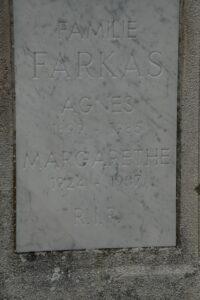 FAMILIE
FARKAS
AGNES
MARGARETHE
R.I.P.